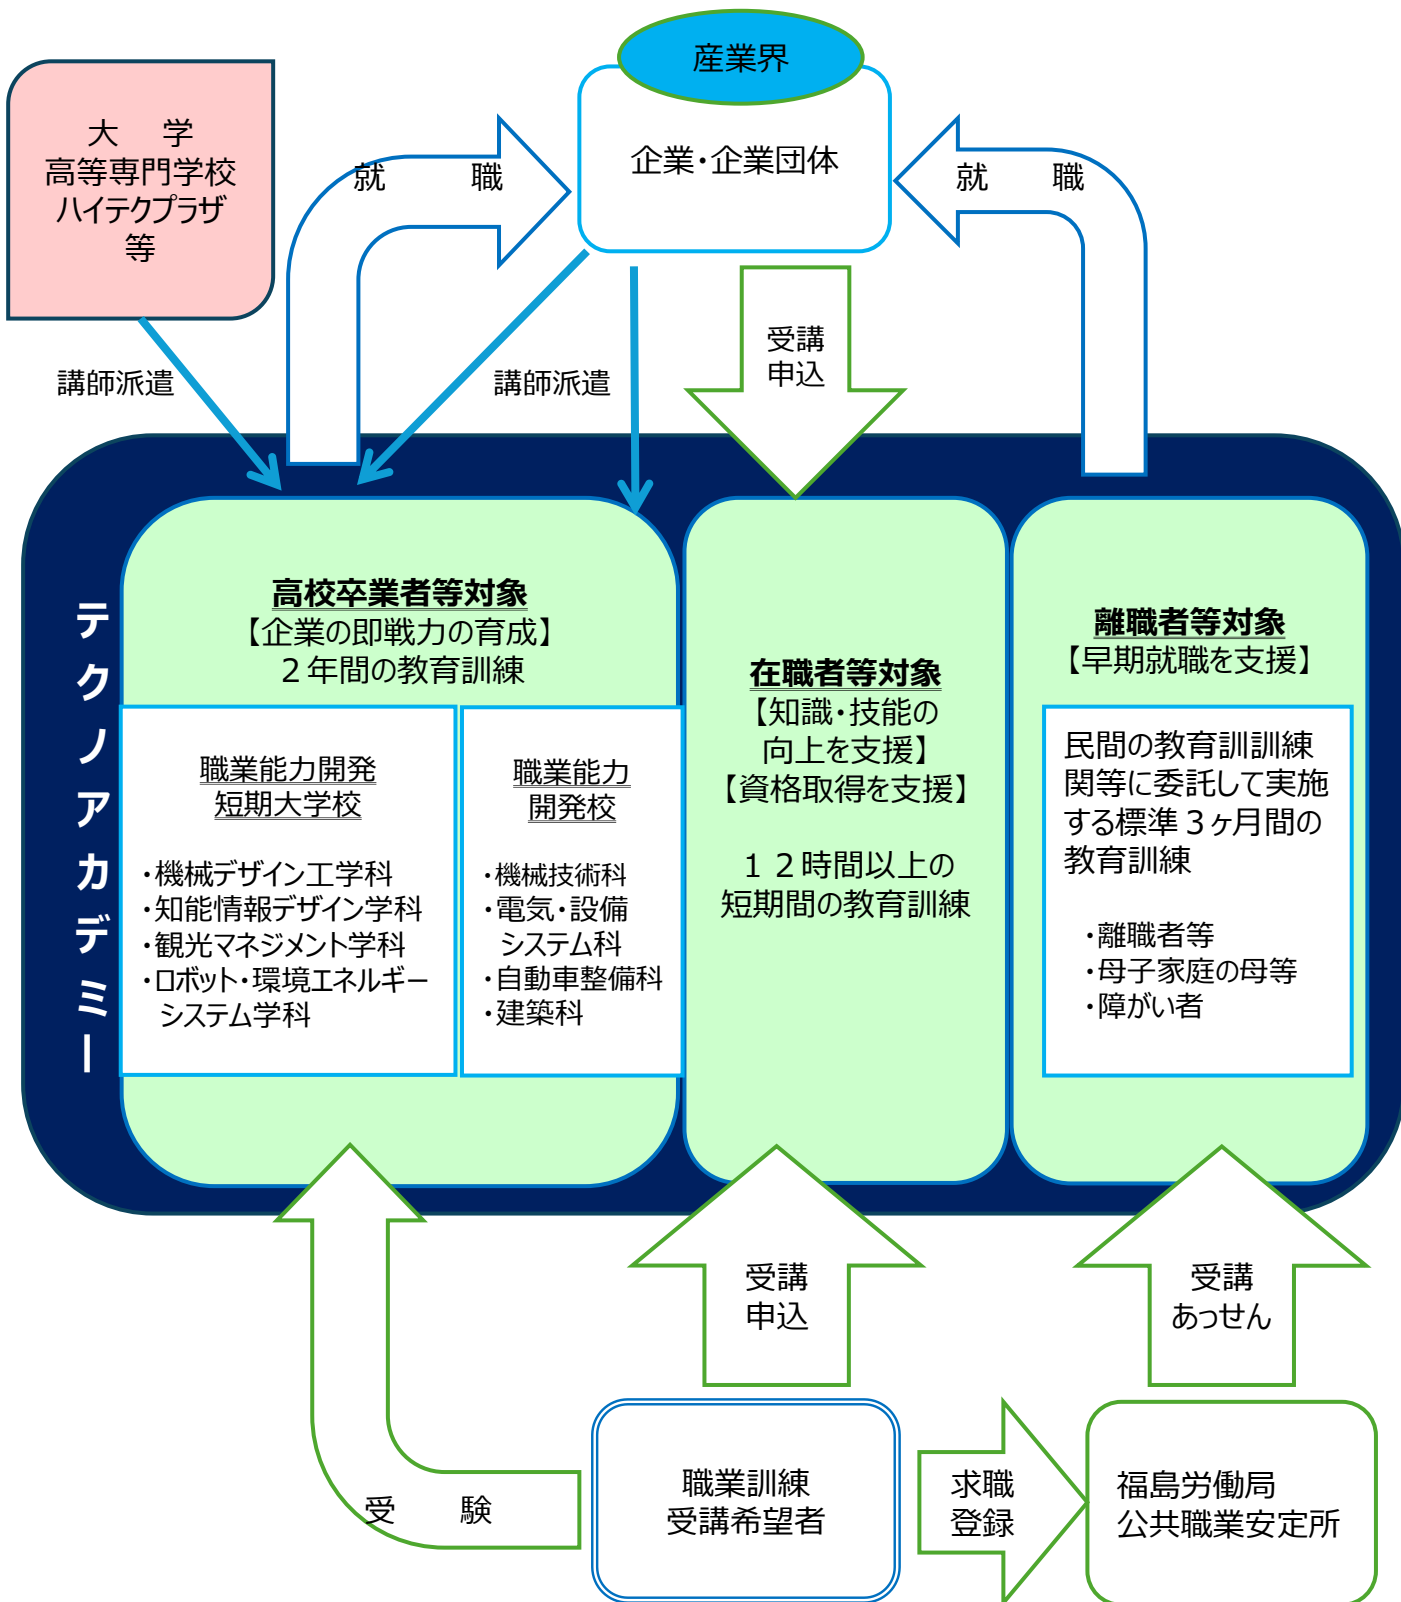 産業界
企業・企業団体
大　学
高等専門学校
ハイテクプラザ
等
就　職
就　職
講師派遣
講師派遣
受講
申込
テクノアカデミー
高校卒業者等対象
【企業の即戦力の育成】
２年間の教育訓練
職業能力開発
短期大学校
・機械デザイン工学科
・知能情報デザイン学科
・観光マネジメント学科
・ロボット・環境エネルギー
システム学科
職業能力
開発校
・機械技術科
・電気・設備
システム科
・自動車整備科
・建築科
在職者等対象
【知識・技能の
向上を支援】
【資格取得を支援】
１２時間以上の
短期間の教育訓練
離職者等対象
【早期就職を支援】
民間の教育訓訓練
関等に委託して実施
する標準３ヶ月間の
教育訓練
・離職者等
・母子家庭の母等
・障がい者
受　験
受講
申込
受講
あっせん
職業訓練
受講希望者
求職
登録
福島労働局
公共職業安定所